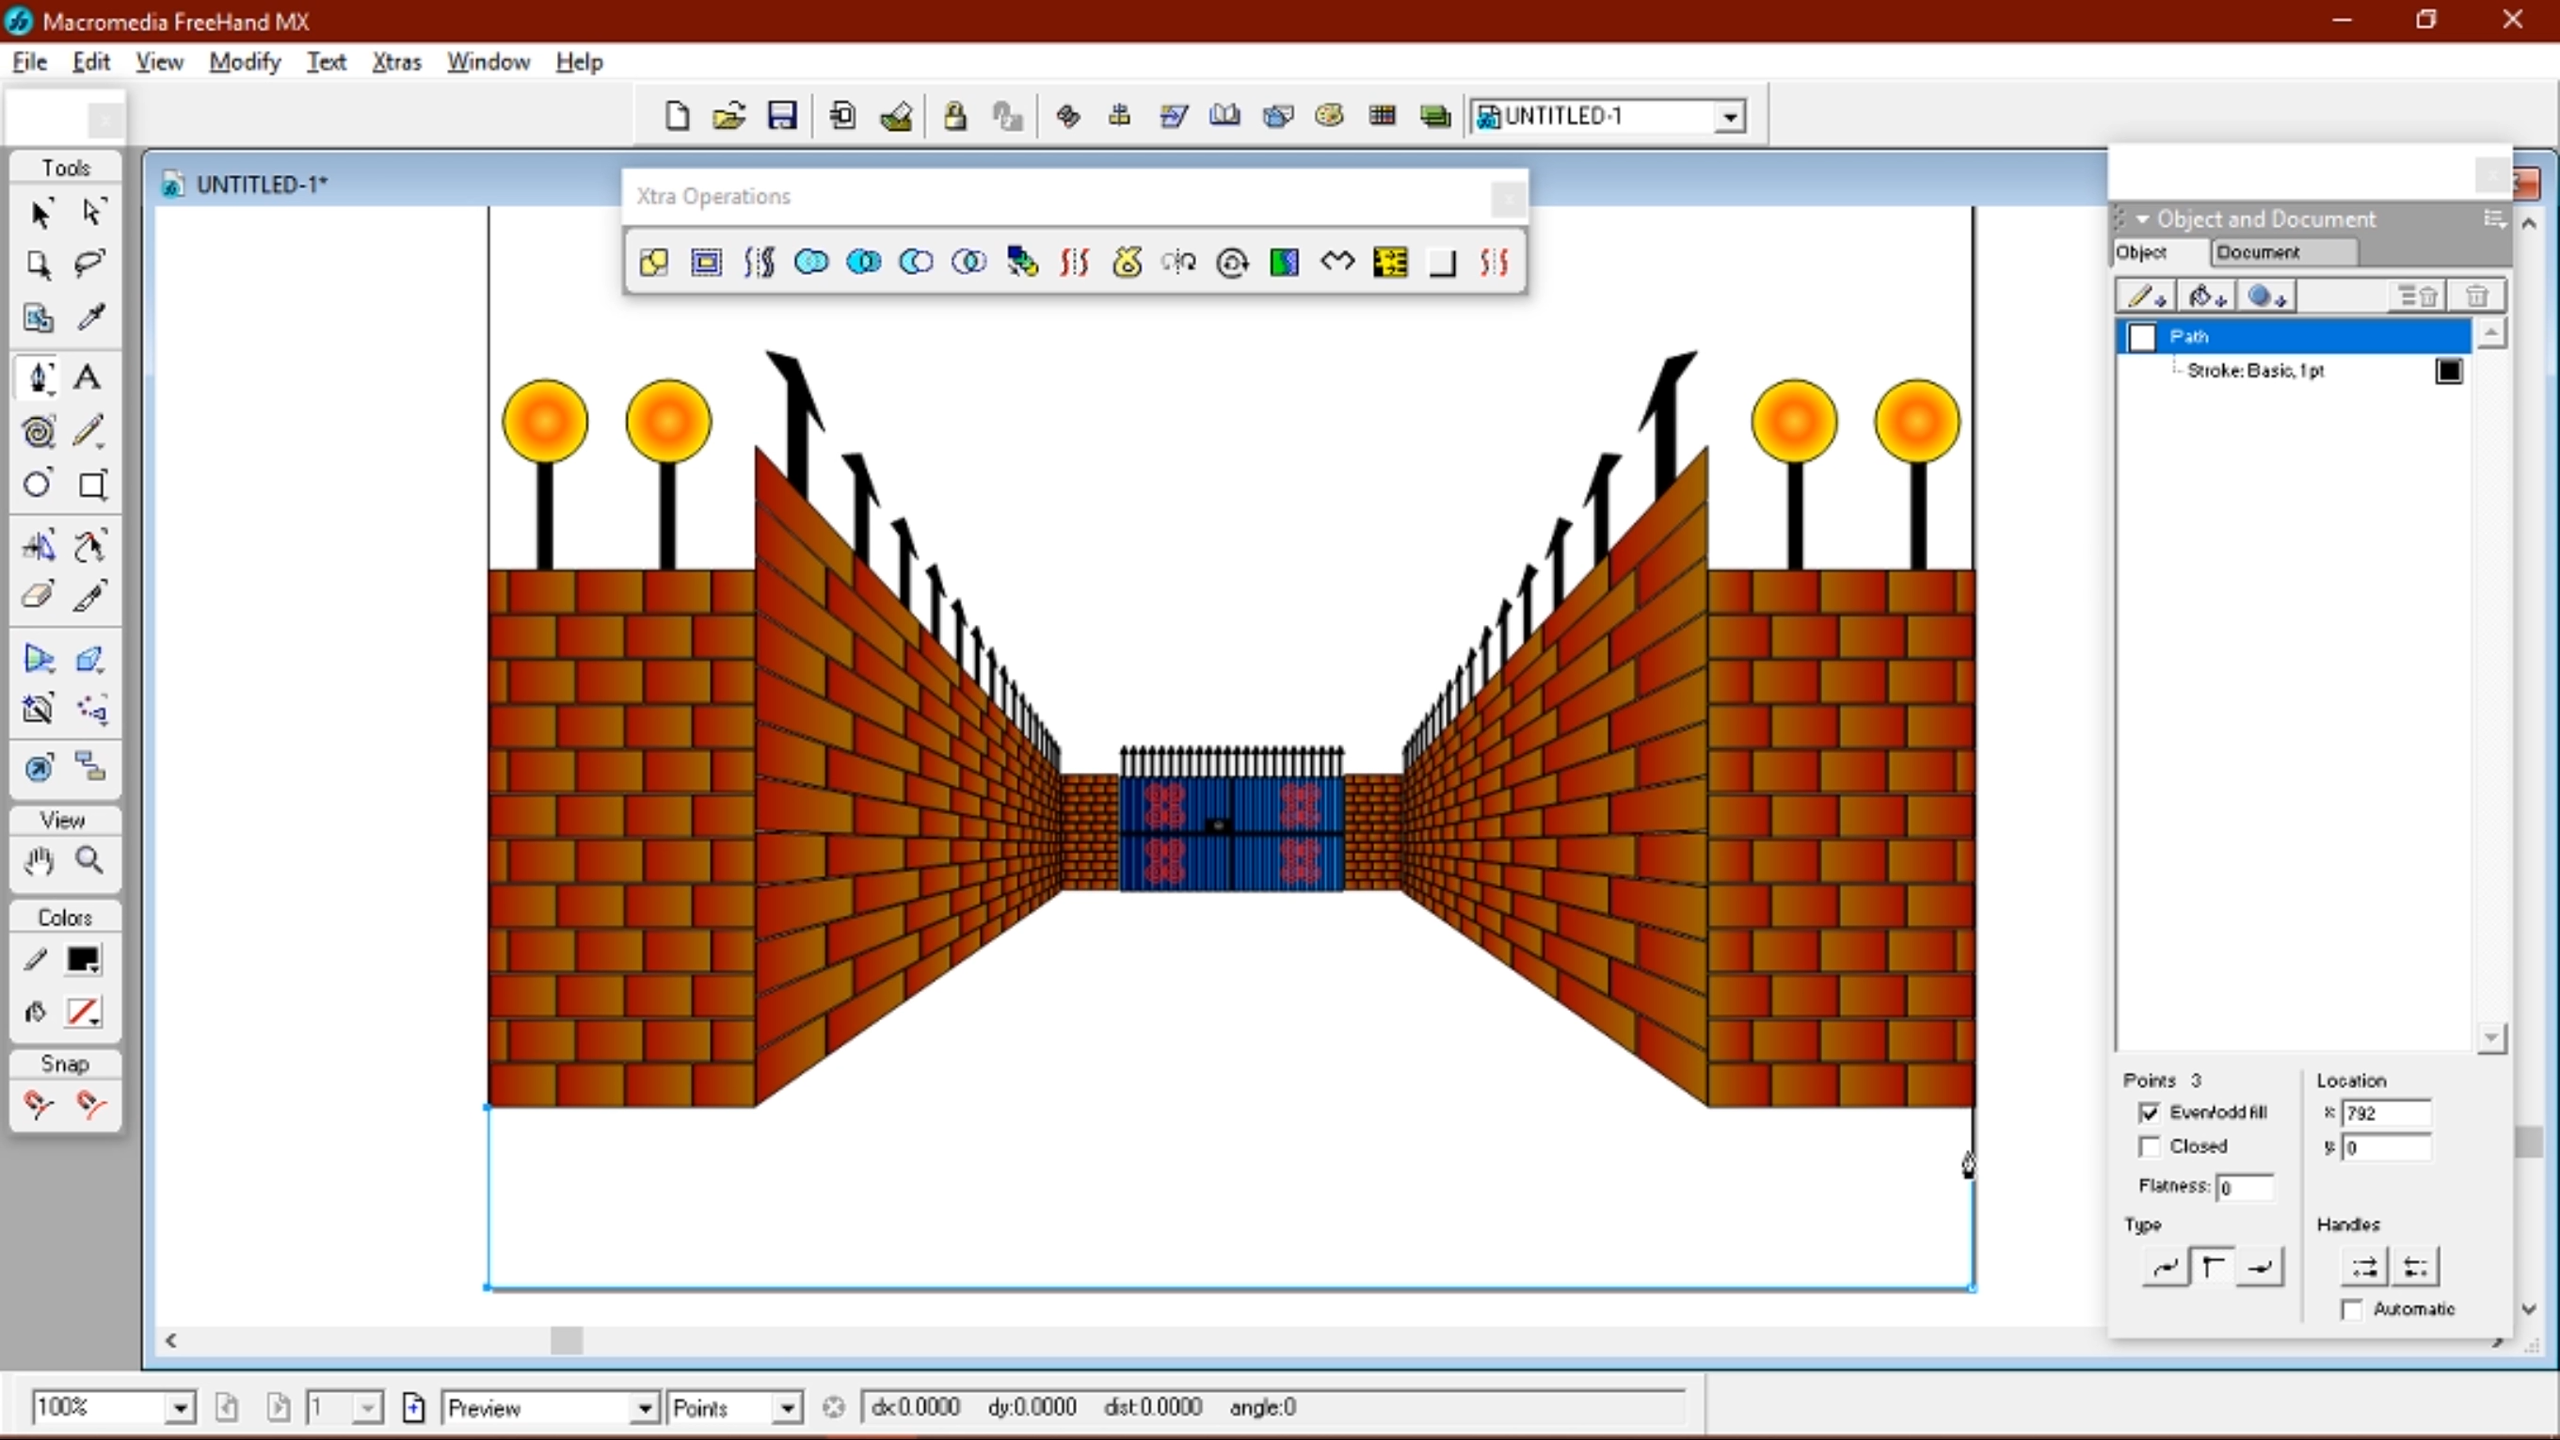 Macromedia FreeHand MX
File Edit View Modify Text Xtras Window Help
UNTITLED-1
Tools
UNTITLED-1*
Xtra Operations
Object and Document
Object Document
Path
Stroke: Basic, 1pt
A
View
Colors
Snap
Points 3
Location
Even/odd fill
x: 792
Closed
y: 0
Flatness: 0
Type
Handles
Automatic
100% 1 Preview Points dx:0.0000 dy:0.0000 dist:0.0000 angle:0